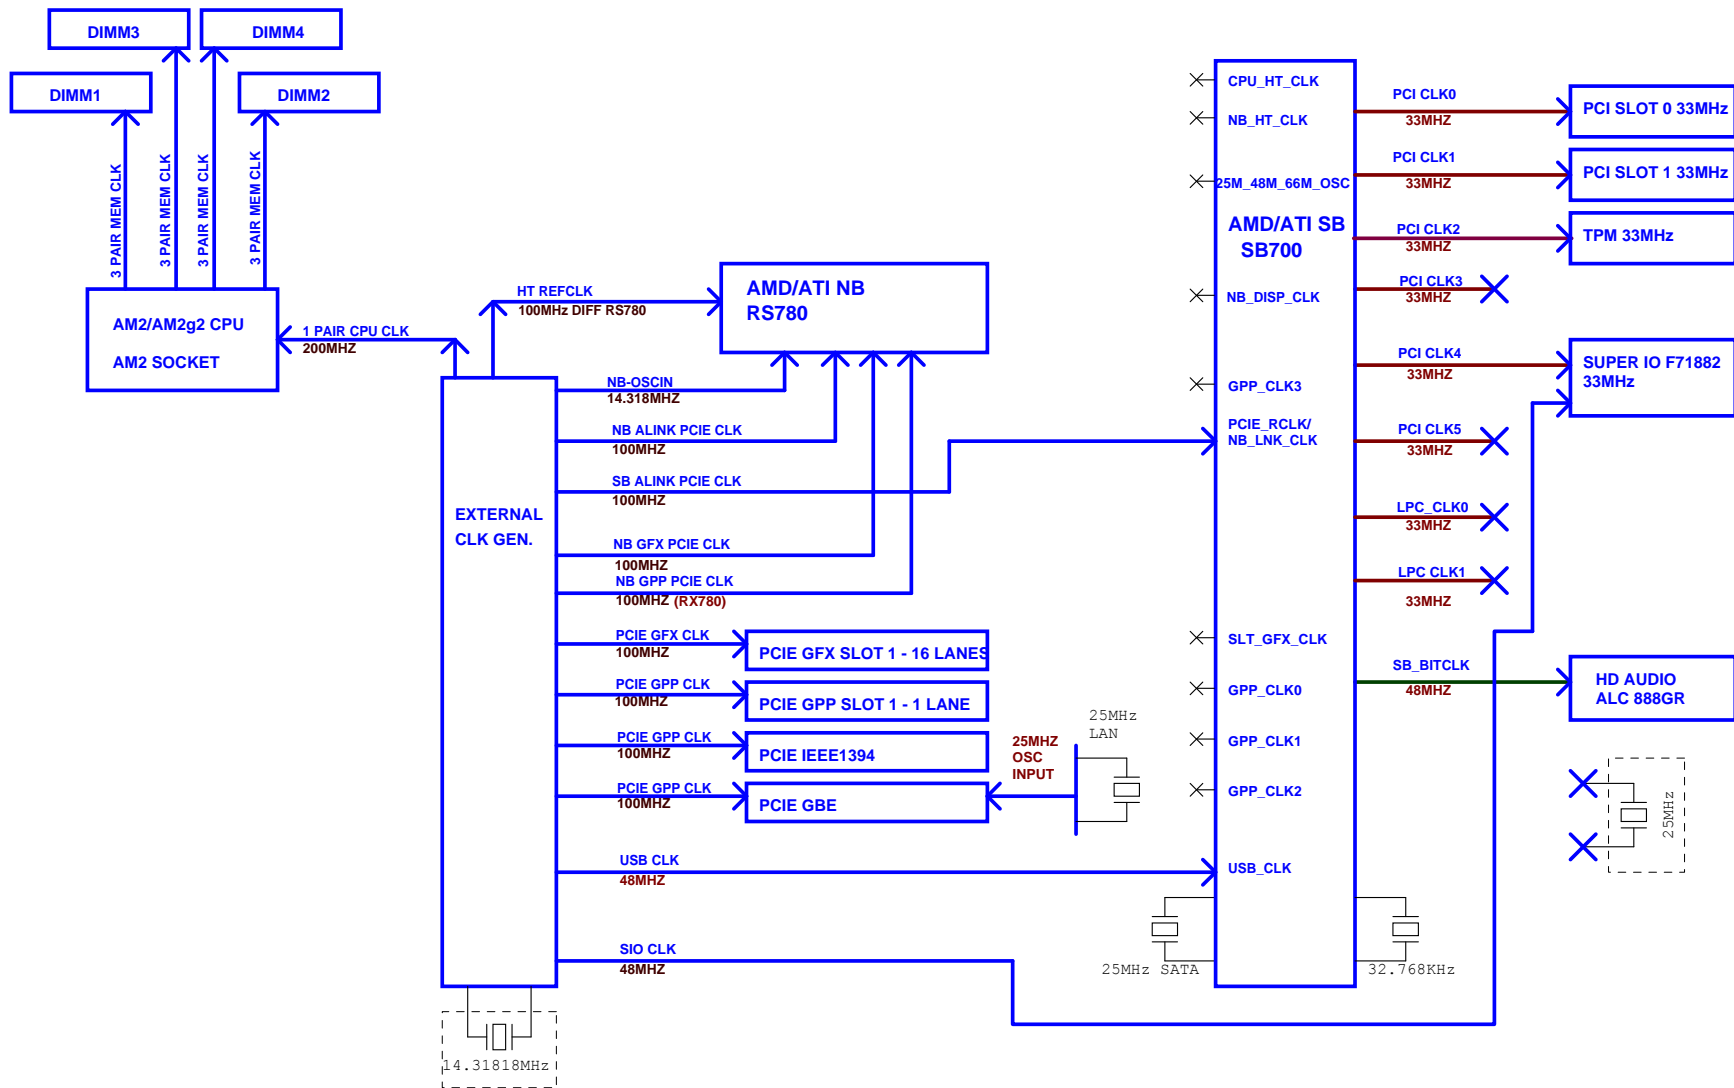 DIMM3
DIMM4
DIMM1
DIMM2
3 PAIR MEM CLK
3 PAIR MEM CLK
3 PAIR MEM CLK
3 PAIR MEM CLK
AM2/AM2g2 CPU
AM2 SOCKET
1 PAIR CPU CLK
200MHZ
HT REFCLK
100MHz DIFF RS780
AMD/ATI NB
RS780
EXTERNAL
CLK GEN.
NB-OSCIN
14.318MHZ
NB ALINK PCIE CLK
100MHZ
SB ALINK PCIE CLK
100MHZ
NB GFX PCIE CLK
100MHZ
NB GPP PCIE CLK
100MHZ (RX780)
PCIE GFX CLK
100MHZ
PCIE GFX SLOT 1 - 16 LANES
PCIE GPP CLK
100MHZ
PCIE GPP SLOT 1 - 1 LANE
PCIE GPP CLK
100MHZ
PCIE IEEE1394
PCIE GPP CLK
100MHZ
PCIE GBE
25MHZ
OSC
INPUT
25MHz
LAN
USB CLK
48MHZ
SIO CLK
48MHZ
14.31818MHz
CPU_HT_CLK
NB_HT_CLK
25M_48M_66M_OSC
AMD/ATI SB
SB700
NB_DISP_CLK
GPP_CLK3
PCIE_RCLK/
NB_LNK_CLK
SLT_GFX_CLK
GPP_CLK0
GPP_CLK1
GPP_CLK2
USB_CLK
25MHz SATA
32.768KHz
PCI CLK0
33MHZ
PCI SLOT 0 33MHz
PCI CLK1
33MHZ
PCI SLOT 1 33MHz
PCI CLK2
33MHZ
TPM 33MHz
PCI CLK3
33MHZ
PCI CLK4
33MHZ
SUPER IO F71882
33MHz
PCI CLK5
33MHZ
LPC_CLK0
33MHZ
LPC CLK1
33MHZ
SB_BITCLK
48MHZ
HD AUDIO
ALC 888GR
25MHz